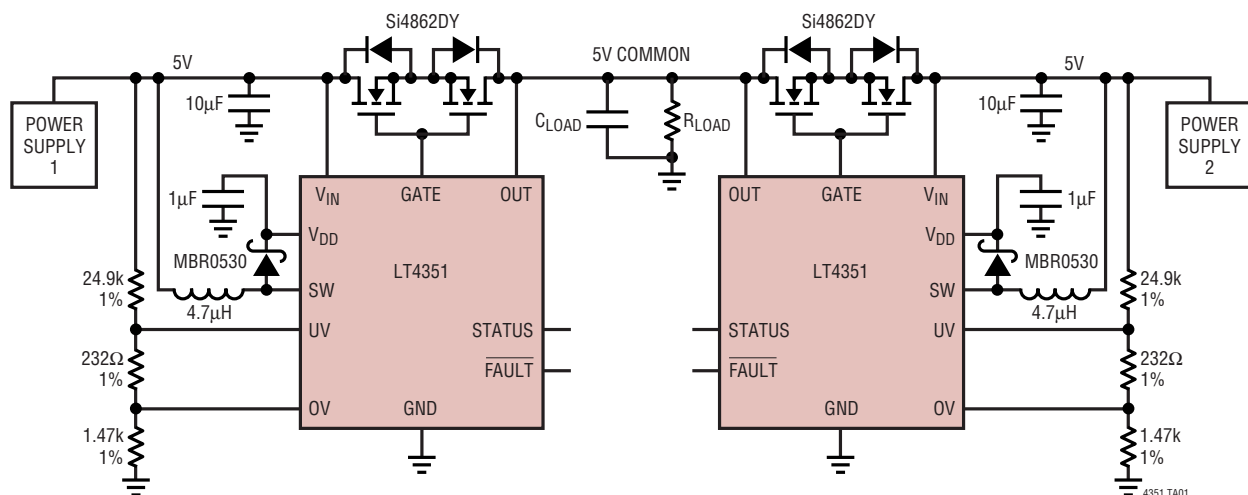 Si4862DY
Si4862DY
5V
5V COMMON
5V
10µF
C_LOAD
R_LOAD
10µF
POWER
SUPPLY
1
POWER
SUPPLY
2
1µF
V_IN
GATE
OUT
OUT
GATE
V_IN
1µF
V_DD
V_DD
MBR0530
LT4351
LT4351
MBR0530
24.9k
1%
24.9k
1%
SW
SW
4.7µH
4.7µH
UV
STATUS
STATUS
UV
232Ω
1%
232Ω
1%
FAULT
FAULT
OV
GND
GND
OV
1.47k
1%
1.47k
1%
4351 TA01